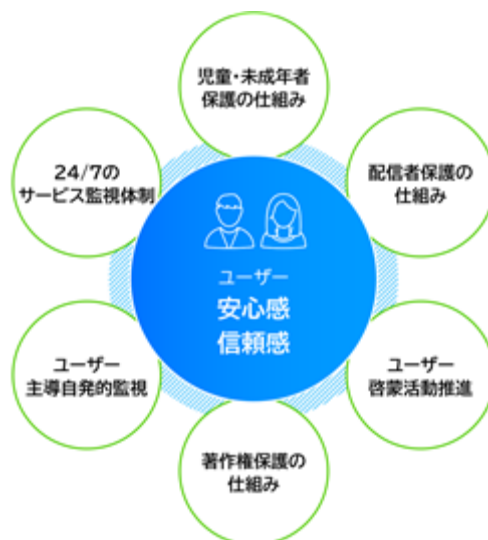 児童・未成年者
保護の仕組み
24/7の
サービス監視体制
配信者保護の
仕組み
ユーザー
安心感
信頼感
ユーザー
主導自発的監視
ユーザー
啓蒙活動推進
著作権保護の
仕組み